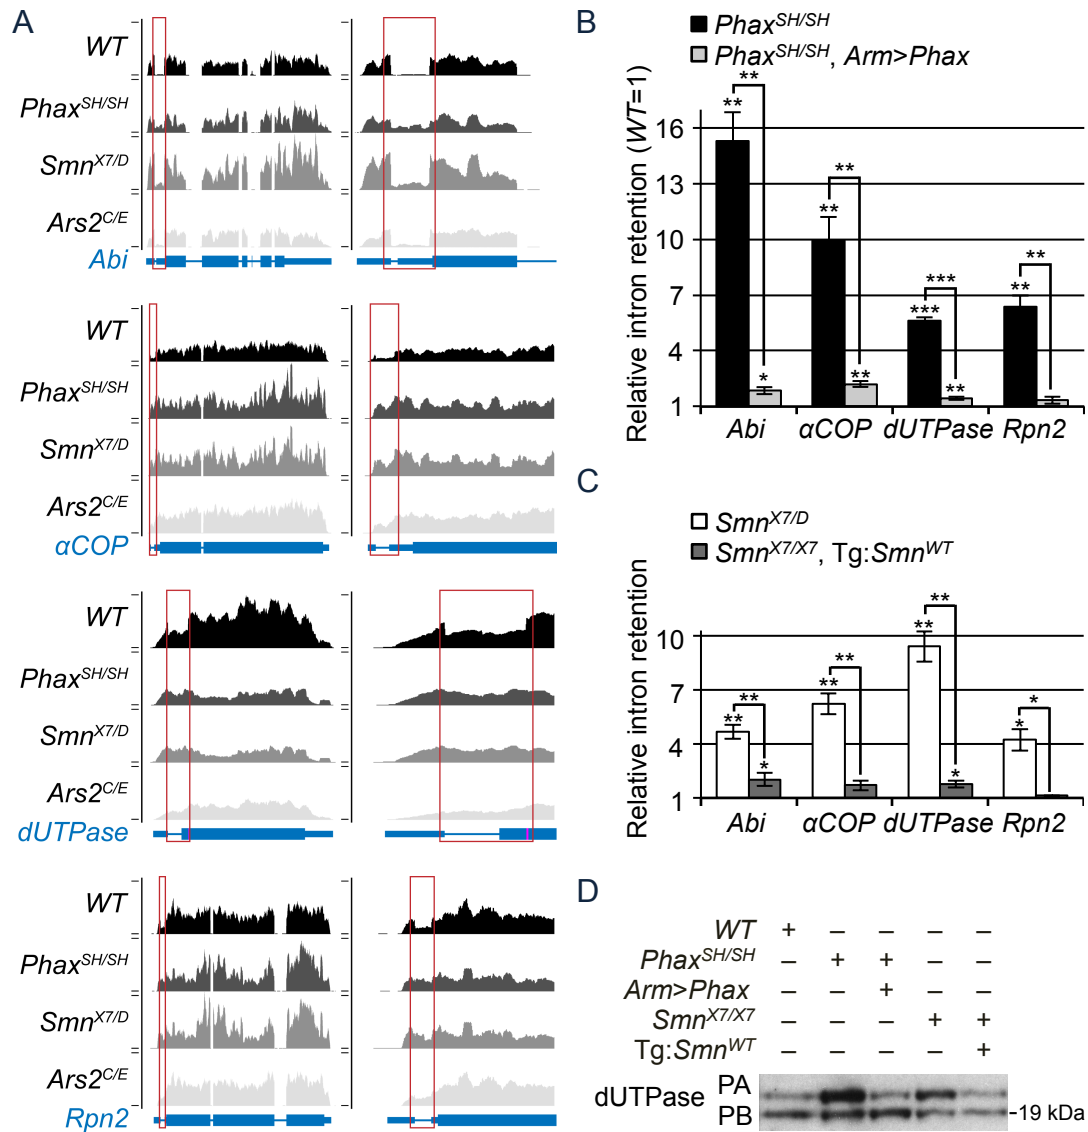 A
WT
Phax^SH/SH
Smn^X7/D
Ars2^C/E
Abi
WT
Phax^SH/SH
Smn^X7/D
Ars2^C/E
αCOP
WT
Phax^SH/SH
Smn^X7/D
Ars2^C/E
dUTPase
WT
Phax^SH/SH
Smn^X7/D
Ars2^C/E
Rpn2
B
Phax^SH/SH
Phax^SH/SH, Arm>Phax
Relative intron retention (WT=1)
16
13
10
7
4
1
** ** ** ** *** *** ** **
* ** **
Abi αCOP dUTPase Rpn2
C
Smn^X7/D
Smn^X7/X7, Tg:Smn^WT
Relative intron retention
10
7
4
1
** ** ** ** ** ** * *
* *
Abi αCOP dUTPase Rpn2
D
WT + – – – –
Phax^SH/SH – + + – –
Arm>Phax – – + – –
Smn^X7/X7 – – – + +
Tg:Smn^WT – – – – +
dUTPase PA
PB -19 kDa